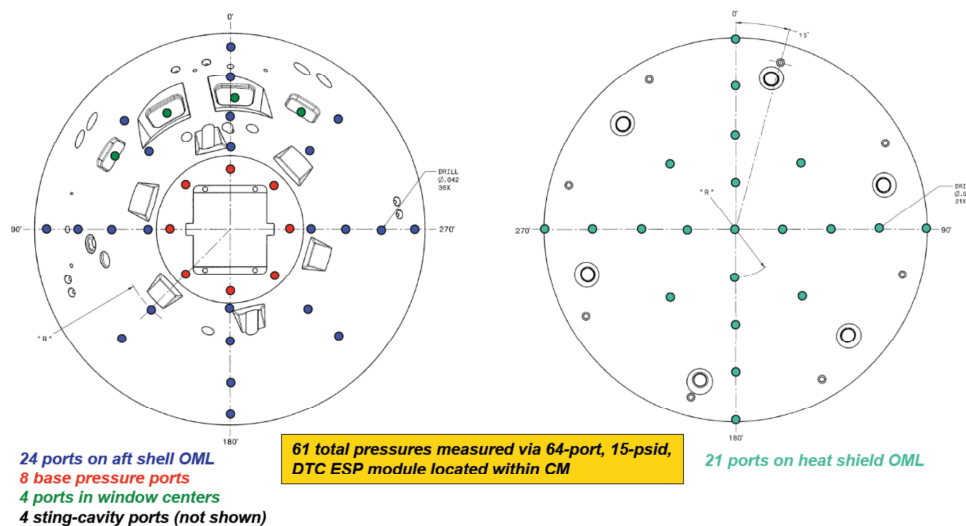 0'
90'
270'
DRILL
Ø.042
36X
"B"
180'
0'
15'
"B"
270'
90'
180'
24 ports on aft shell OML
8 base pressure ports
4 ports in window centers
4 sting-cavity ports (not shown)
61 total pressures measured via 64-port, 15-psid,
DTC ESP module located within CM
21 ports on heat shield OML